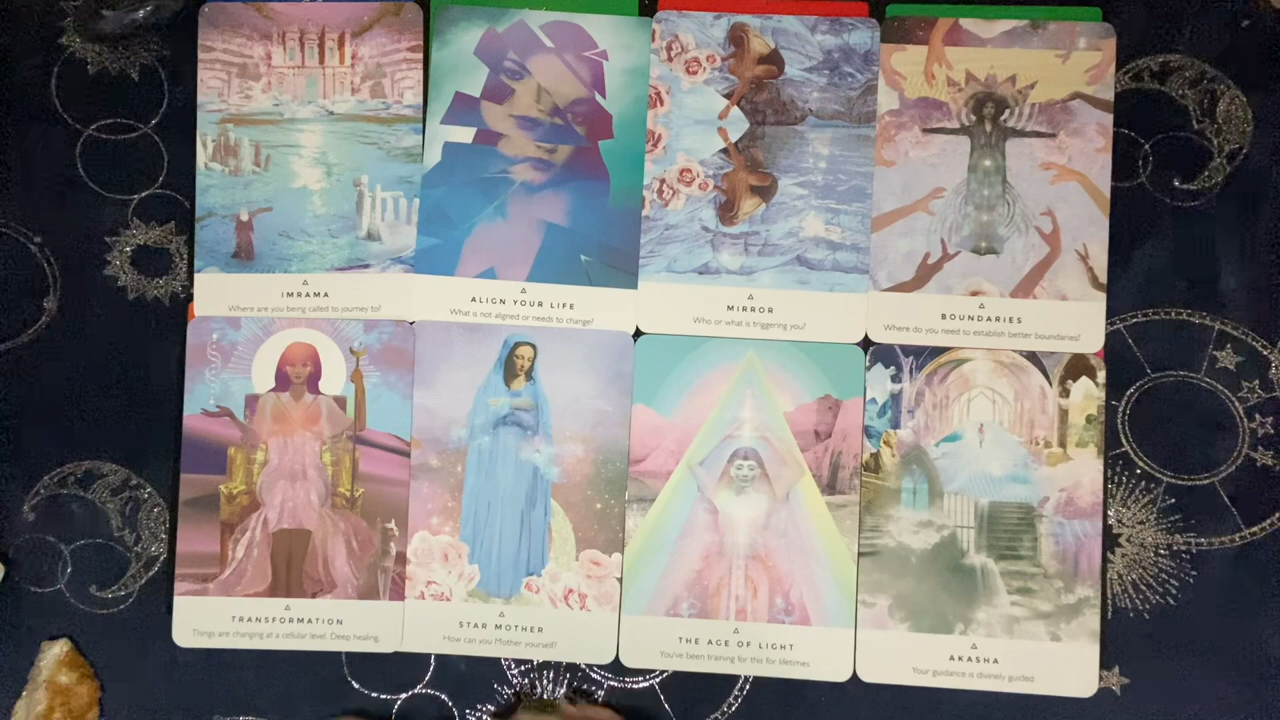 IMRAMA
Where are you being called to journey to?
ALIGN YOUR LIFE
What is not aligned or needs to change?
MIRROR
Who or what is triggering you?
BOUNDARIES
Where do you need to establish better boundaries?
TRANSFORMATION
Things are changing at a cellular level. Deep healing.
STAR MOTHER
How can you Mother yourself?
THE AGE OF LIGHT
You've been training for this for lifetimes
AKASHA
Your guidance is divinely guided